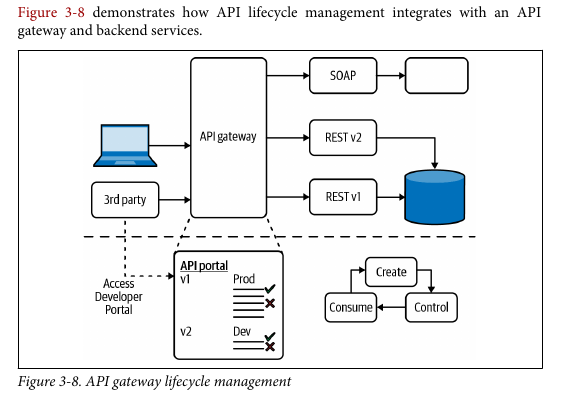 Figure 3-8 demonstrates how API lifecycle management integrates with an API
gateway and backend services.
SOAP
API gateway
REST v2
3rd party
REST v1
API portal
v1
Prod
Access
Developer
Portal
v2
Dev
Create
Consume
Control
Figure 3-8. API gateway lifecycle management